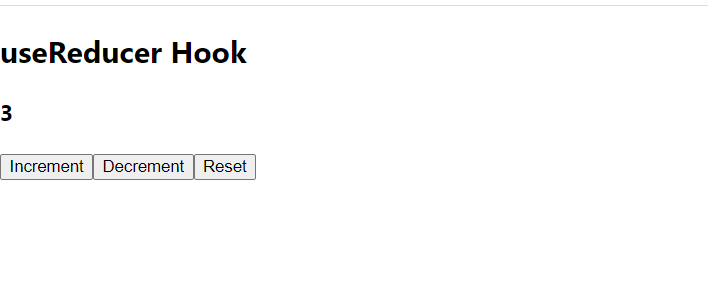 useReducer Hook
3
Increment Decrement Reset